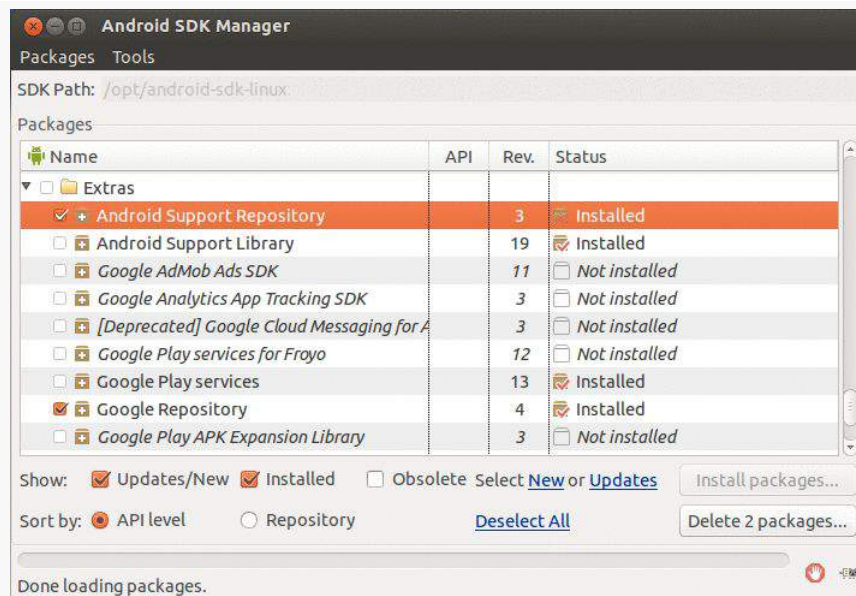 Android SDK Manager
Packages Tools
SDK Path: /opt/android-sdk-linux
Packages
Name API Rev. Status
Extras
Android Support Repository 3 Installed
Android Support Library 19 Installed
Google AdMob Ads SDK 11 Not installed
Google Analytics App Tracking SDK 3 Not installed
[Deprecated] Google Cloud Messaging for A 3 Not installed
Google Play services for Froyo 12 Not installed
Google Play services 13 Installed
Google Repository 4 Installed
Google Play APK Expansion Library 3 Not installed
Show: Updates/New Installed Obsolete Select New or Updates Install packages...
Sort by: API level Repository Deselect All Delete 2 packages...
Done loading packages.